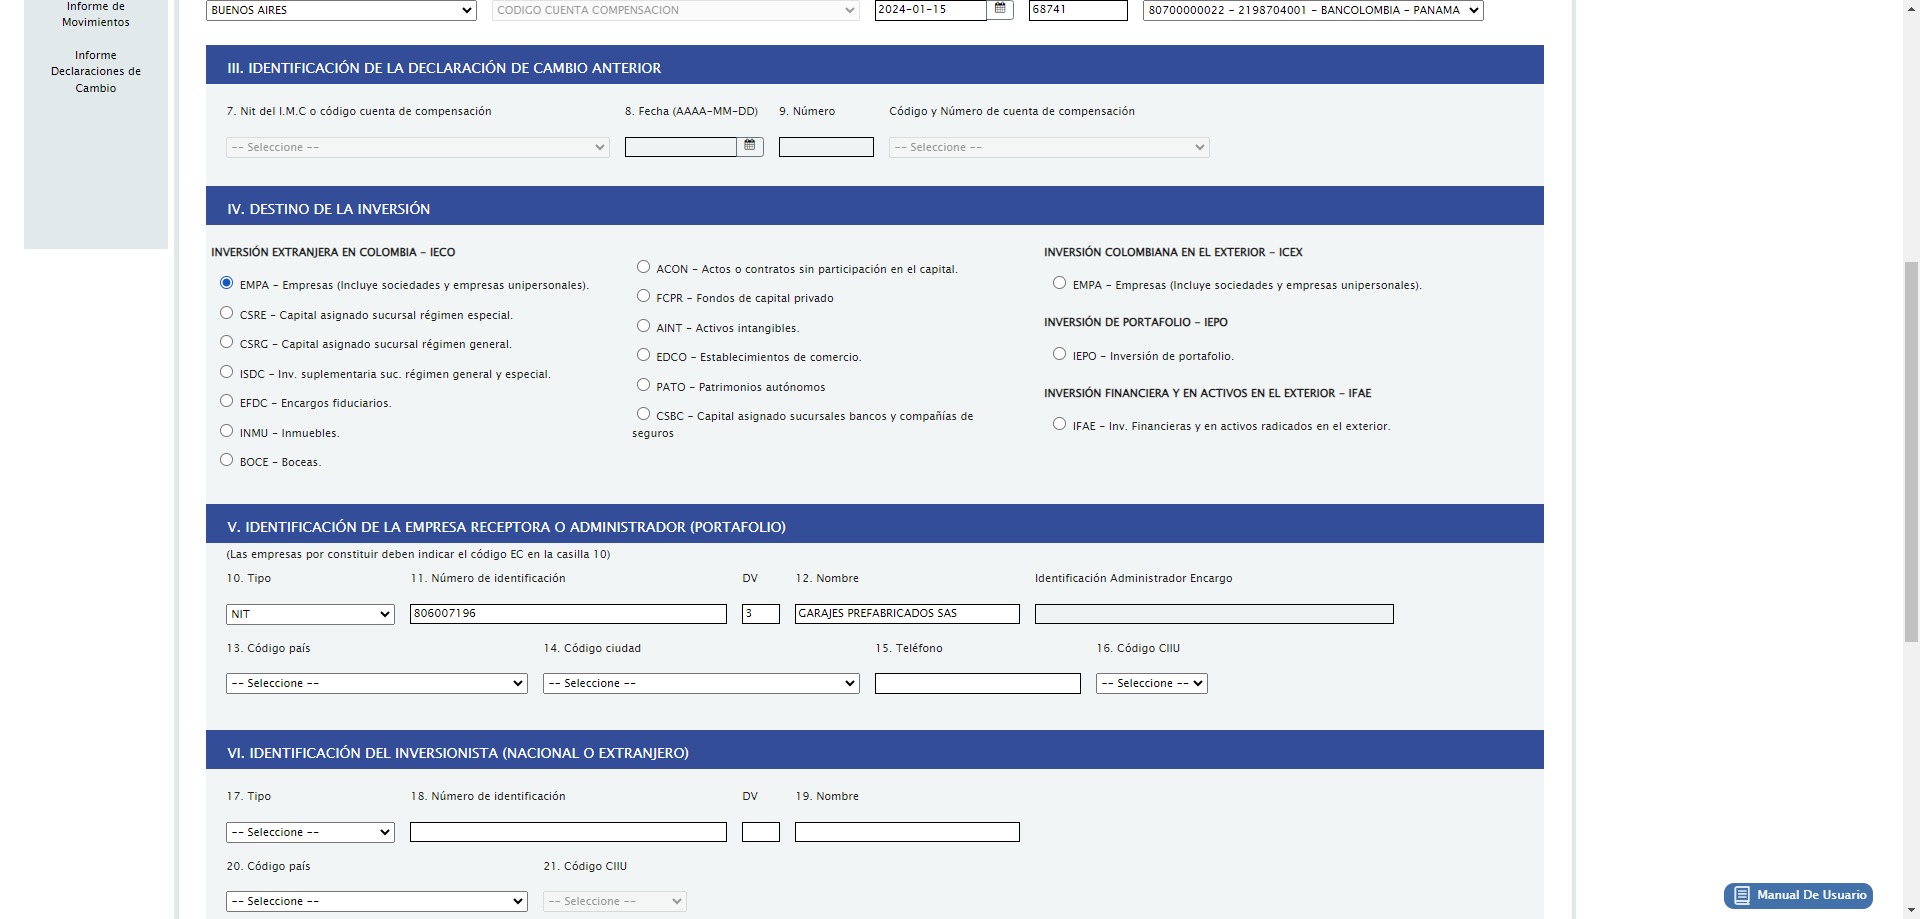 Informe de
Movimientos
Informe
Declaraciones de
Cambio
BUENOS AIRES
CODIGO CUENTA COMPENSACION
2024-01-15
68741
80700000022 - 2198704001 - BANCOLOMBIA - PANAMA
III. IDENTIFICACIÓN DE LA DECLARACIÓN DE CAMBIO ANTERIOR
7. Nit del I.M.C o código cuenta de compensación
8. Fecha (AAAA-MM-DD)
9. Número
Código y Número de cuenta de compensación
-- Seleccione --
-- Seleccione --
IV. DESTINO DE LA INVERSIÓN
INVERSIÓN EXTRANJERA EN COLOMBIA - IECO
EMPA - Empresas (Incluye sociedades y empresas unipersonales).
CSRE - Capital asignado sucursal régimen especial.
CSRG - Capital asignado sucursal régimen general.
ISDC - Inv. suplementaria suc. régimen general y especial.
EFDC - Encargos fiduciarios.
INMU - Inmuebles.
BOCE - Boceas.
ACON - Actos o contratos sin participación en el capital.
FCPR - Fondos de capital privado
AINT - Activos intangibles.
EDCO - Establecimientos de comercio.
PATO - Patrimonios autónomos
CSBC - Capital asignado sucursales bancos y compañías de
seguros
INVERSIÓN COLOMBIANA EN EL EXTERIOR - ICEX
EMPA - Empresas (Incluye sociedades y empresas unipersonales).
INVERSIÓN DE PORTAFOLIO - IEPO
IEPO - Inversión de portafolio.
INVERSIÓN FINANCIERA Y EN ACTIVOS EN EL EXTERIOR - IFAE
IFAE - Inv. Financieras y en activos radicados en el exterior.
V. IDENTIFICACIÓN DE LA EMPRESA RECEPTORA O ADMINISTRADOR (PORTAFOLIO)
(Las empresas por constituir deben indicar el código EC en la casilla 10)
10. Tipo
11. Número de identificación
DV
12. Nombre
Identificación Administrador Encargo
NIT
806007196
3
GARAJES PREFABRICADOS SAS
13. Código país
14. Código ciudad
15. Teléfono
16. Código CIIU
-- Seleccione --
-- Seleccione --
-- Seleccione --
VI. IDENTIFICACIÓN DEL INVERSIONISTA (NACIONAL O EXTRANJERO)
17. Tipo
18. Número de identificación
DV
19. Nombre
-- Seleccione --
20. Código país
21. Código CIIU
-- Seleccione --
-- Seleccione --
Manual De Usuario